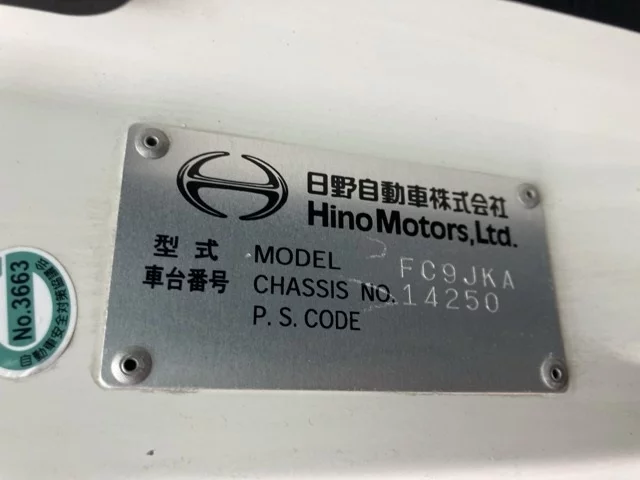 日野自動車株式会社
Hino Motors, Ltd.
型式 MODEL FC9JKA
車台番号 CHASSIS NO. 14250
P. S. CODE
No.3663